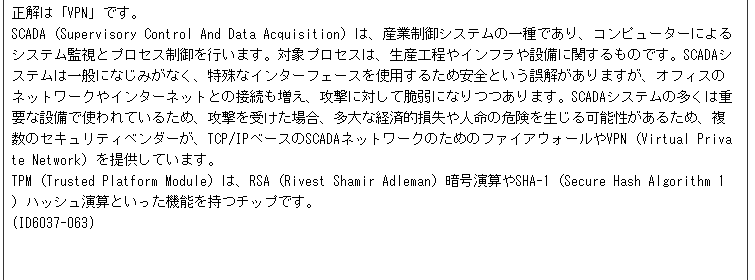 正解は「VPN」です。
SCADA (Supervisory Control And Data Acquisition) は、産業制御システムの一種であり、コンピューターによる
システム監視とプロセス制御を行います。対象プロセスは、生産工程やインフラや設備に関するものです。SCADAシ
ステムは一般になじみがなく、特殊なインターフェースを使用するため安全という誤解がありますが、オフィスの
ネットワークやインターネットとの接続も増え、攻撃に対して脆弱になりつつあります。SCADAシステムの多くは重
要な設備で使われているため、攻撃を受けた場合、多大な経済的損失や人命の危険を生じる可能性があるため、複
数のセキュリティベンダーが、TCP/IPベースのSCADAネットワークのためのファイアウォールやVPN (Virtual Priva
te Network) を提供しています。
TPM (Trusted Platform Module) は、RSA (Rivest Shamir Adleman) 暗号演算やSHA-1 (Secure Hash Algorithm 1
) ハッシュ演算といった機能を持つチップです。
(ID6037-063)